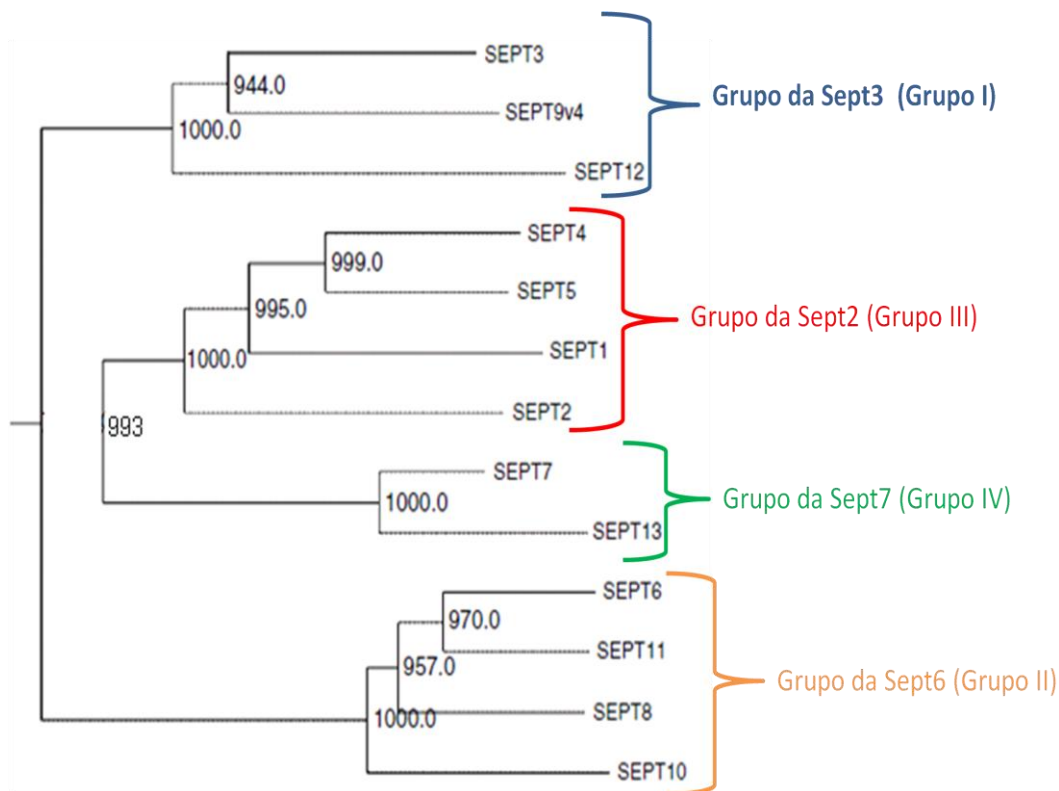 SEPT3
944.0
Grupo da Sept3 (Grupo I)
SEPT9v4
1000.0
SEPT12
SEPT4
999.0
SEPT5
995.0
Grupo da Sept2 (Grupo III)
SEPT1
1000.0
SEPT2
993
SEPT7
1000.0
Grupo da Sept7 (Grupo IV)
SEPT13
SEPT6
970.0
SEPT11
957.0
Grupo da Sept6 (Grupo II)
SEPT8
1000.0
SEPT10